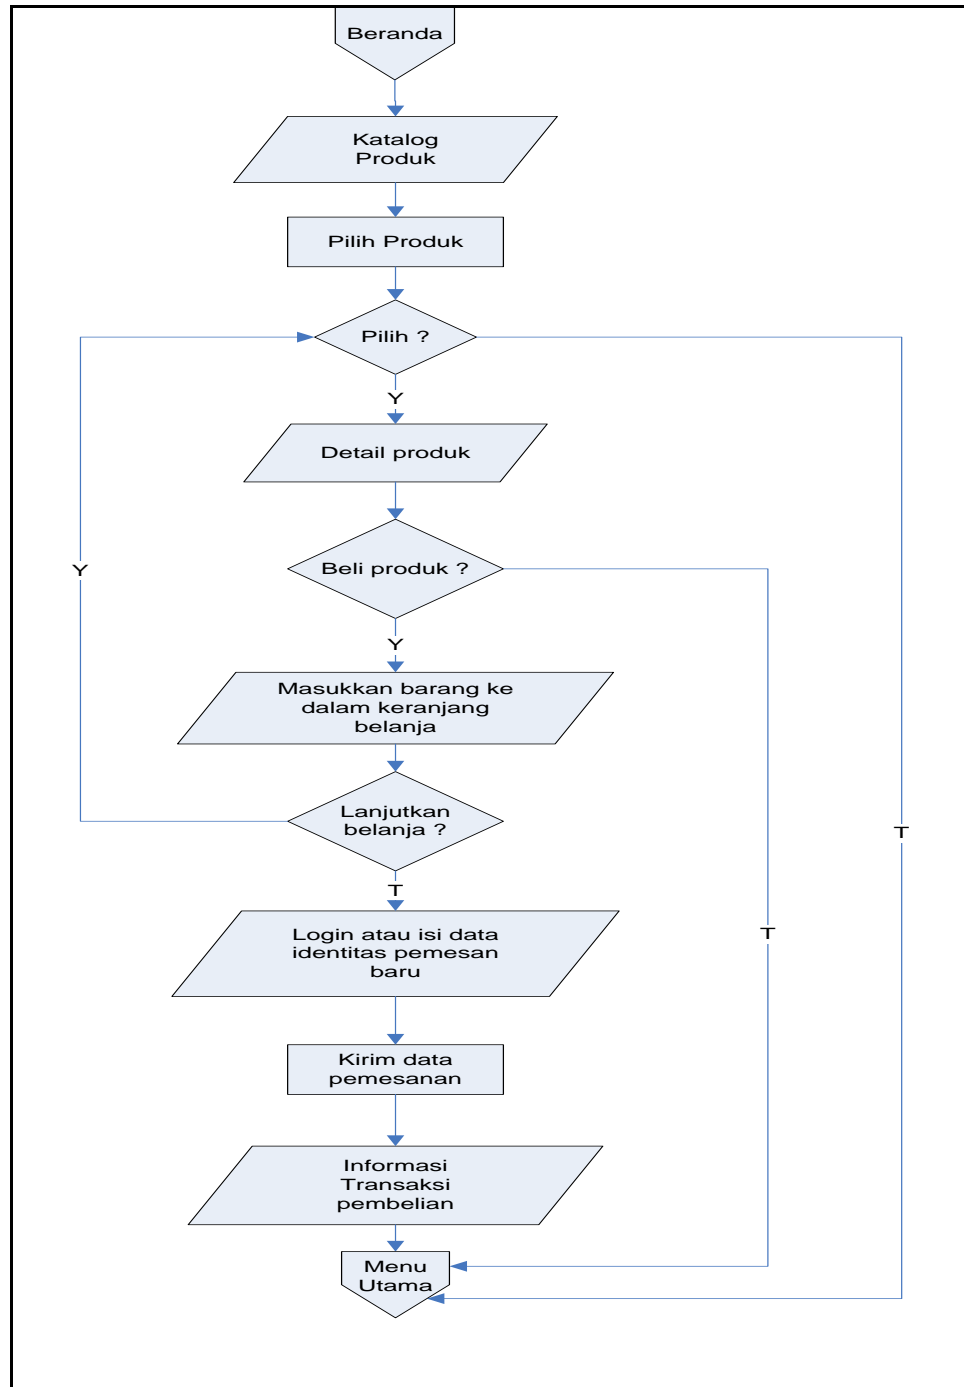 Beranda
Katalog
Produk
Pilih Produk
Pilih ?
Y
Detail produk
Beli produk ?
Y
Y
Masukkan barang ke
dalam keranjang
belanja
Lanjutkan
belanja ?
T
T
Login atau isi data
identitas pemesan
baru
T
Kirim data
pemesanan
Informasi
Transaksi
pembelian
Menu
Utama